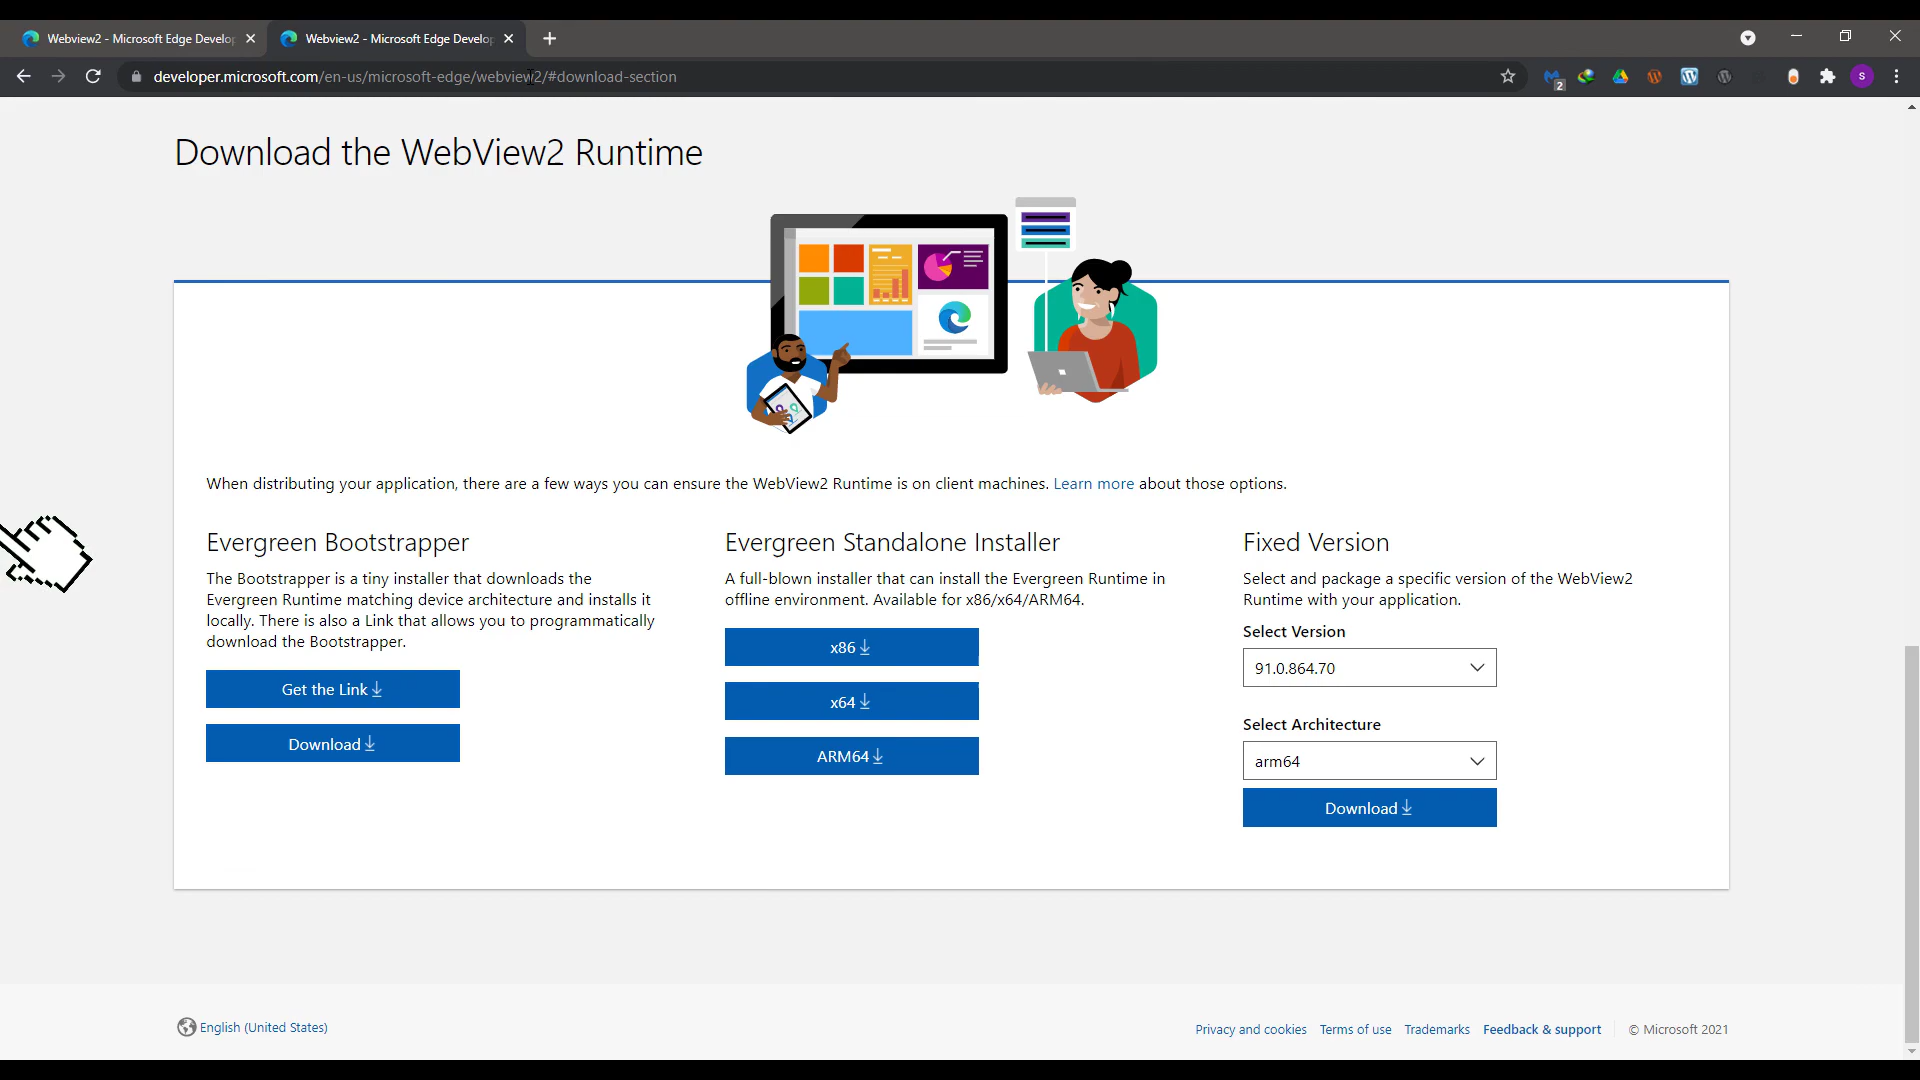 Webview2 - Microsoft Edge Develop
Webview2 - Microsoft Edge Develop
developer.microsoft.com/en-us/microsoft-edge/webview2/#download-section
2
S
Download the WebView2 Runtime
When distributing your application, there are a few ways you can ensure the WebView2 Runtime is on client machines. Learn more about those options.
Evergreen Bootstrapper
The Bootstrapper is a tiny installer that downloads the
Evergreen Runtime matching device architecture and installs it
locally. There is also a Link that allows you to programmatically
download the Bootstrapper.
Get the Link
Download
Evergreen Standalone Installer
A full-blown installer that can install the Evergreen Runtime in
offline environment. Available for x86/x64/ARM64.
x86
x64
ARM64
Fixed Version
Select and package a specific version of the WebView2
Runtime with your application.
Select Version
91.0.864.70
Select Architecture
arm64
Download
English (United States)
Privacy and cookies Terms of use Trademarks Feedback & support © Microsoft 2021